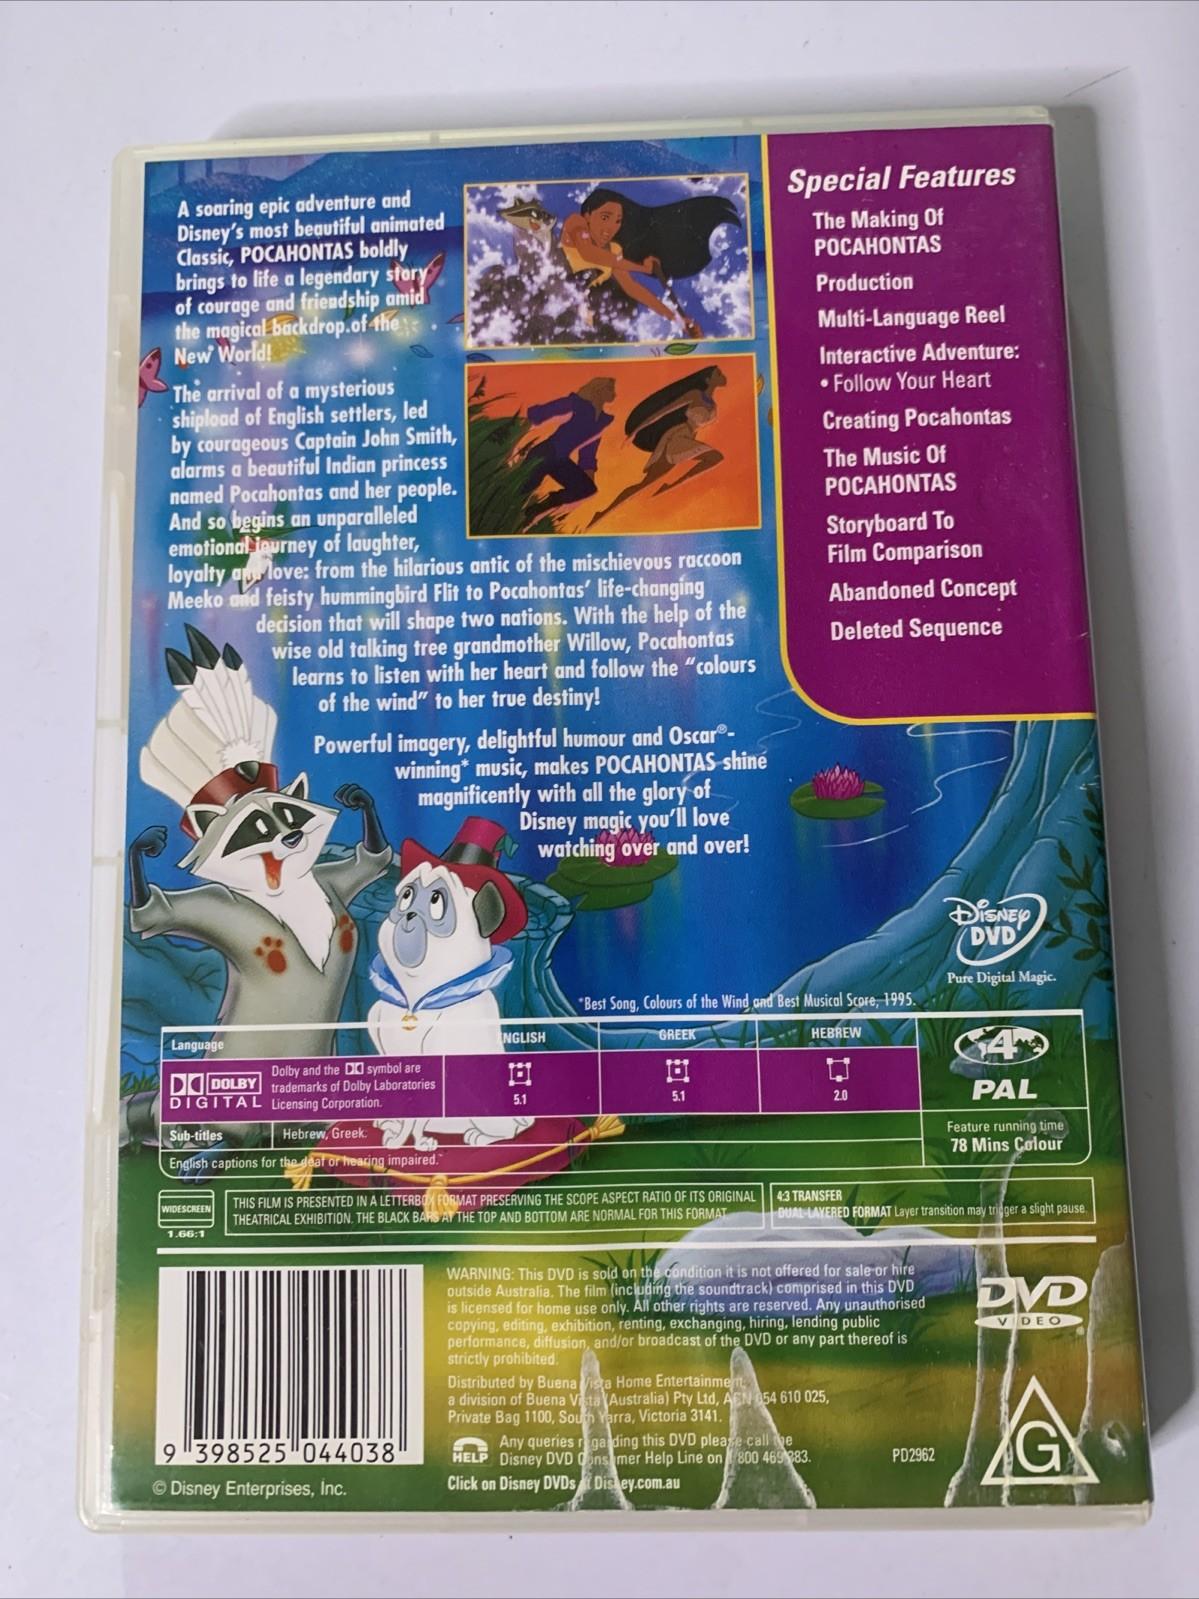 A soaring epic adventure and
Disney's most beautiful animated
Classic, POCAHONTAS boldly
brings to life a legendary story
of courage and friendship amid
the magical backdrop of the
New World!
The arrival of a mysterious
shipload of English settlers, led
by courageous Captain John Smith,
alarms a beautiful Indian princess
named Pocahontas and her people.
And so begins an unparalleled
emotional journey of laughter,
loyalty and love: from the hilarious antic of the mischievous raccoon
Meeko and feisty hummingbird Flit to Pocahontas' life-changing
decision that will shape two nations. With the help of the
wise old talking tree grandmother Willow, Pocahontas
learns to listen with her heart and follow the "colours
of the wind" to her true destiny!
Powerful imagery, delightful humour and Oscar®-
winning* music, makes POCAHONTAS shine
magnificently with all the glory of
Disney magic you'll love
watching over and over!
Special Features
The Making Of
POCAHONTAS
Production
Multi-Language Reel
Interactive Adventure:
• Follow Your Heart
Creating Pocahontas
The Music Of
POCAHONTAS
Storyboard To
Film Comparison
Abandoned Concept
Deleted Sequence
Disney
DVD
Pure Digital Magic.
*Best Song, Colours of the Wind and Best Musical Score, 1995.
Language ENGLISH GREEK HEBREW
DOLBY
DIGITAL
Dolby and the DD symbol are
trademarks of Dolby Laboratories
Licensing Corporation.
5.1 5.1 2.0
Sub-titles Hebrew, Greek.
English captions for the deaf or hearing impaired.
4
PAL
Feature running time
78 Mins Colour
WIDESCREEN
1.66:1
THIS FILM IS PRESENTED IN A LETTERBOX FORMAT PRESERVING THE SCOPE ASPECT RATIO OF ITS ORIGINAL
THEATRICAL EXHIBITION. THE BLACK BARS AT THE TOP AND BOTTOM ARE NORMAL FOR THIS FORMAT
4:3 TRANSFER
DUAL-LAYERED FORMAT Layer transition may trigger a slight pause.
WARNING: This DVD is sold on the condition it is not offered for sale or hire
outside Australia. The film (including the soundtrack) comprised in this DVD
is licensed for home use only. All other rights are reserved. Any unauthorised
copying, editing, exhibition, renting, exchanging, hiring, lending public
performance, diffusion, and/or broadcast of the DVD or any part thereof is
strictly prohibited.
Distributed by Buena Vista Home Entertainment,
a division of Buena Vista (Australia) Pty Ltd, ACN 054 610 025,
Private Bag 1100, South Yarra, Victoria 3141.
HELP
Any queries regarding this DVD please call the
Disney DVD Consumer Help Line on 1800 469 383.
Click on Disney DVDs at Disney.com.au
DVD
VIDEO
G
PD2962
9 398525 044038
© Disney Enterprises, Inc.